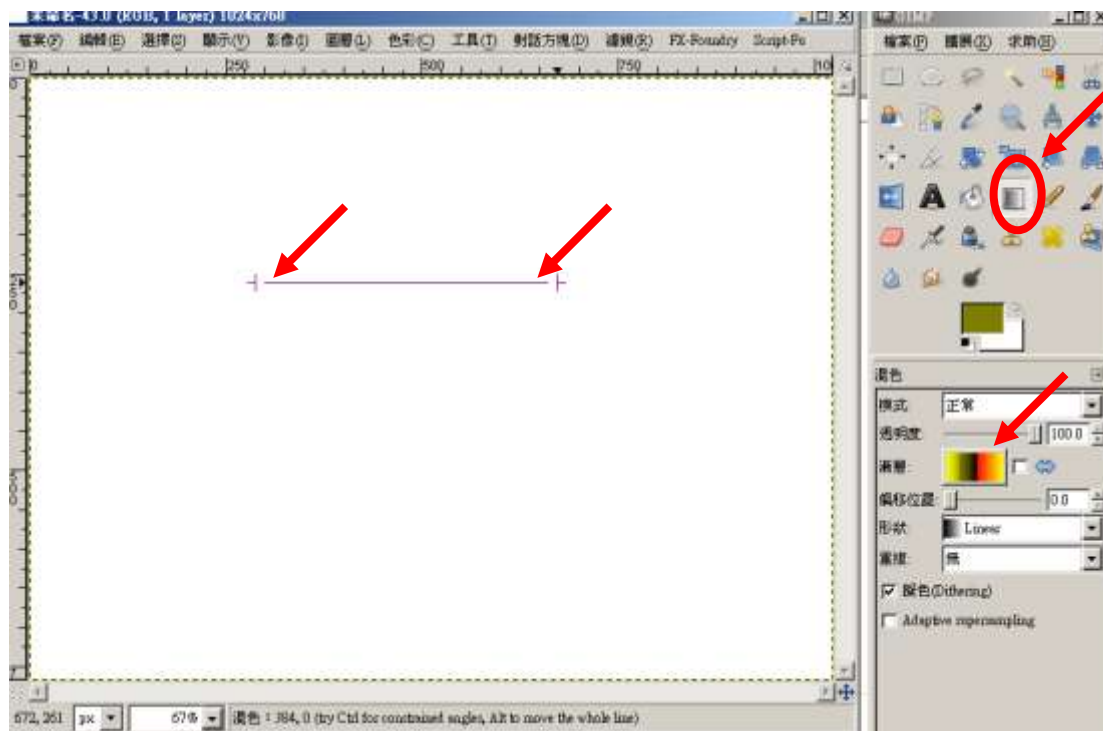 未命名-43.0 (RGB, 1 layer) 1024x768
檔案(F) 編輯(E) 選擇(S) 顯示(V) 影像(I) 圖層(L) 色彩(C) 工具(T) 對話方塊(D) 濾鏡(R) FX-Foundry Script-Fu
0 250 500 750 10
672, 261 px 67% 混色：384, 0 (try Ctrl for constrained angles, Alt to move the whole line)
檔案(F) 擴展(X) 求助(H)
混色
模式 正常
透明度: 100.0
漸層:
偏移位置: 0.0
形狀: Linear
重複: 無
(Dithering)
Adaptive supersampling